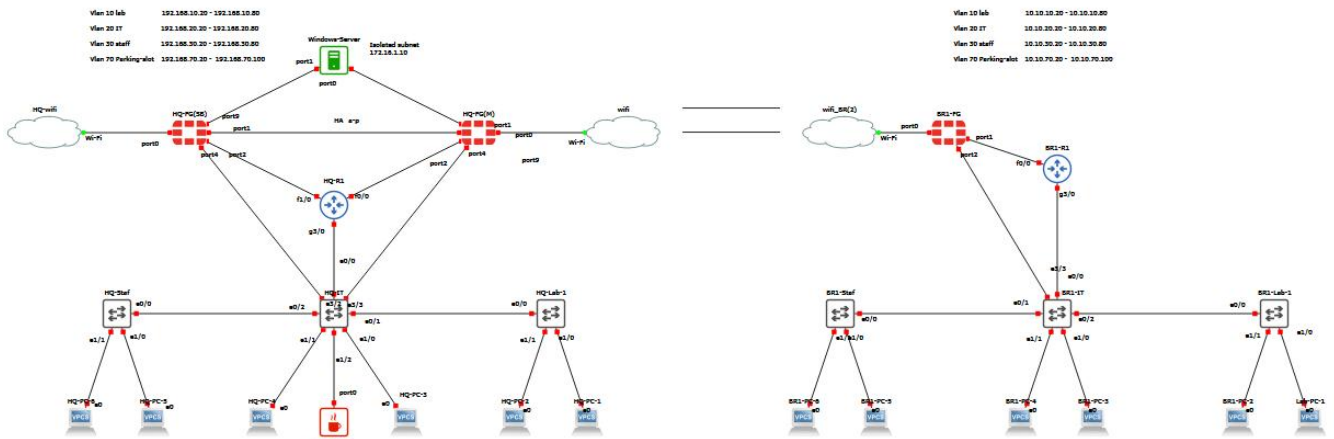 Vlan 10 lab 192.168.10.20 - 192.168.10.80
Vlan 20 IT 192.168.20.20 - 192.168.20.80
Vlan 30 staff 192.168.30.20 - 192.168.30.80
Vlan 70 Parking-slot 192.168.70.20 - 192.168.70.100
Windows-Server
Isolated subnet
172.16.1.10
port1
port0
HQ-wifi
Wi-Fi
port0
HQ-FG(SB)
port9
port1
port4
port2
HA a-p
HQ-FG(M)
port1
port0
port2
port4
port9
Wi-Fi
wifi
HQ-R1
f1/0
f0/0
g3/0
e0/0
HQ-Staf
e0/0
e1/1
e1/0
e0/2
HQ-IT
e3/2
e3/3
e0/1
e1/1
e1/0
e1/2
port0
HQ-Lab-1
e0/0
e1/1
e1/0
HQ-PC-5
HQ-PC-4
e0
HQ-PC-3
e0
HQ-PC-2
e0
HQ-PC-1
e0
VPCS
VPCS
VPCS
VPCS
VPCS
VPCS
Vlan 10 lab 10.10.10.20 - 10.10.10.80
Vlan 20 IT 10.10.20.20 - 10.10.20.80
Vlan 30 staff 10.10.30.20 - 10.10.30.80
Vlan 70 Parking-slot 10.10.70.20 - 10.10.70.100
wifi_BR(2)
Wi-Fi
port0
BR1-FG
port1
port2
BR1-R1
f0/0
g3/0
BR1-Staf
e0/0
e1/0
e0/1
e3/3
e0/0
BR1-IT
e0/2
e1/1
e1/0
BR1-Lab-1
e0/0
e1/1
e1/0
BR1-PC-6
e0
BR1-PC-5
e0
BR1-PC-4
e0
BR1-PC-3
e0
BR1-PC-2
e0
e0
VPCS
VPCS
VPCS
VPCS
VPCS
VPCS